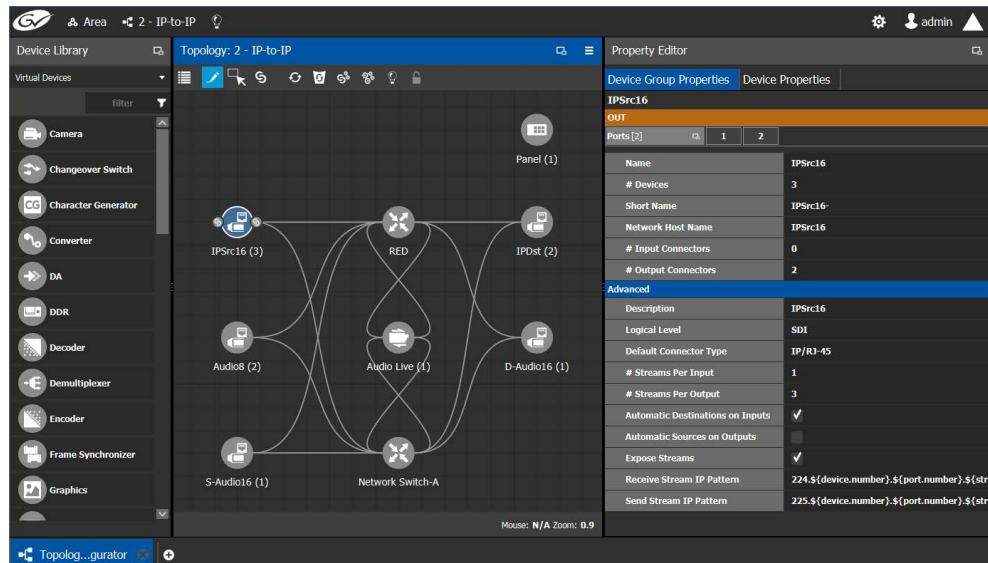 GV Area 2 - IP-to-IP admin
Device Library
Topology: 2 - IP-to-IP
Property Editor
Virtual Devices
filter
Camera
Changeover Switch
CG Character Generator
Converter
DA
DDR
Decoder
Demultiplexer
Encoder
Frame Synchronizer
Graphics
Panel (1)
IPSrc16 (3)
RED
IPDst (2)
Audio8 (2)
Audio Live (1)
D-Audio16 (1)
S-Audio16 (1)
Network Switch-A
Mouse: N/A Zoom: 0.9
Device Group Properties Device Properties
IPSrc16
OUT
Ports [2] 1 2
Name IPSrc16
# Devices 3
Short Name IPSrc16-
Network Host Name IPSrc16
# Input Connectors 0
# Output Connectors 2
Advanced
Description IPSrc16
Logical Level SDI
Default Connector Type IP/RJ-45
# Streams Per Input 1
# Streams Per Output 3
Automatic Destinations on Inputs
Automatic Sources on Outputs
Expose Streams
Receive Stream IP Pattern 224.${device.number}.${port.number}.${str
Send Stream IP Pattern 225.${device.number}.${port.number}.${str
Topolog...gurator